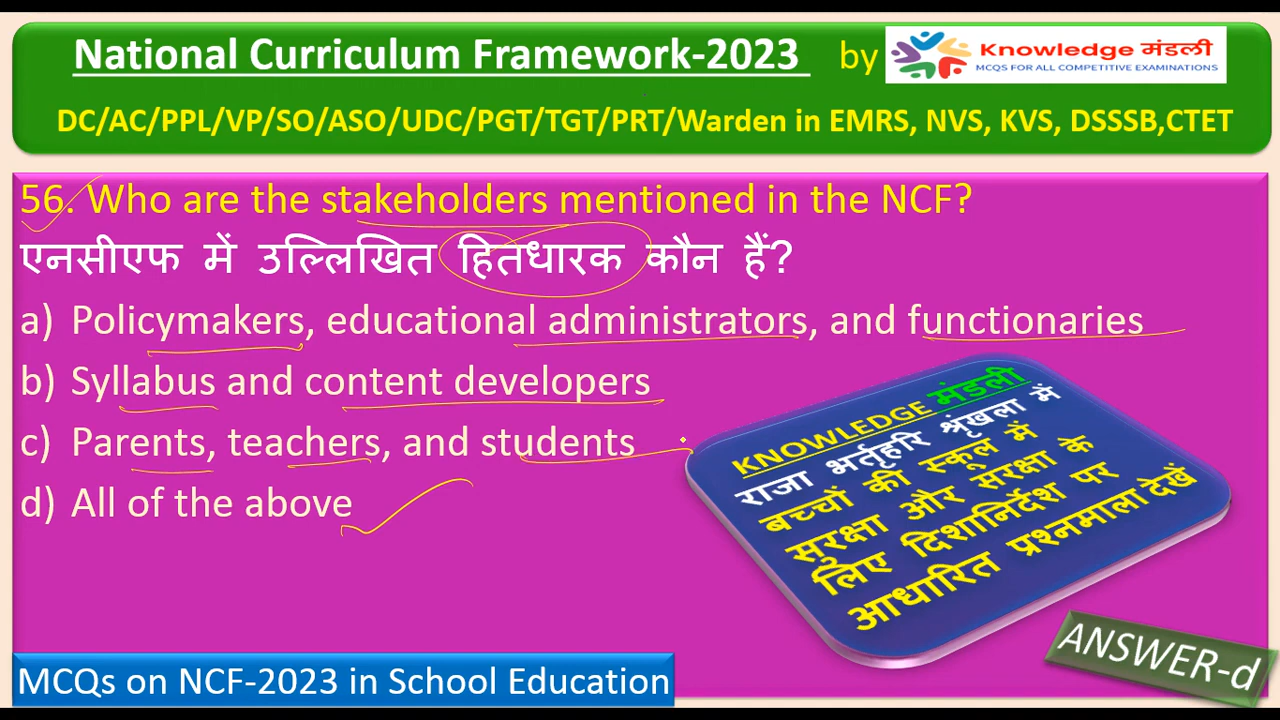 National Curriculum Framework-2023 by Knowledge मंडली
MCQS FOR ALL COMPETITIVE EXAMINATIONS
DC/AC/PPL/VP/SO/ASO/UDC/PGT/TGT/PRT/Warden in EMRS, NVS, KVS, DSSSB,CTET
56. Who are the stakeholders mentioned in the NCF?
एनसीएफ में उल्लिखित हितधारक कौन हैं?
a) Policymakers, educational administrators, and functionaries
b) Syllabus and content developers
c) Parents, teachers, and students
d) All of the above
KNOWLEDGE मंडली
राजा भर्तृहरि श्रृंखला में
बच्चों की स्कूल में
सुरक्षा और संरक्षा के
लिए दिशानिर्देश पर
आधारित प्रश्नमाला देखें
ANSWER-d
MCQs on NCF-2023 in School Education